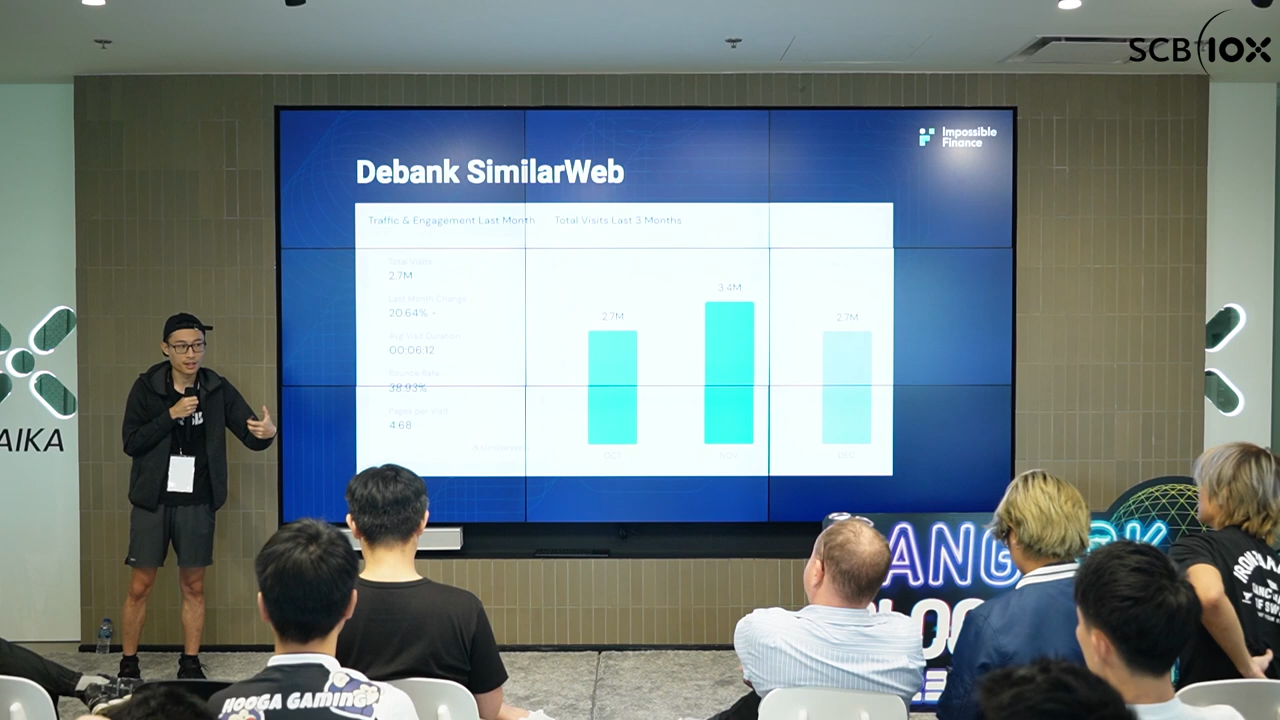 SCB 10X
Impossible
Finance
Debank SimilarWeb
Traffic & Engagement Last Month
Total Visits Last 3 Months
Total Visits
2.7M
Last Month Change
20.64%
Avg Visit Duration
00:06:12
Bounce Rate
38.93%
Pages per Visit
4.68
2.7M
3.4M
2.7M
OCT
NOV
DEC
AIKA
HOOGA GAMING